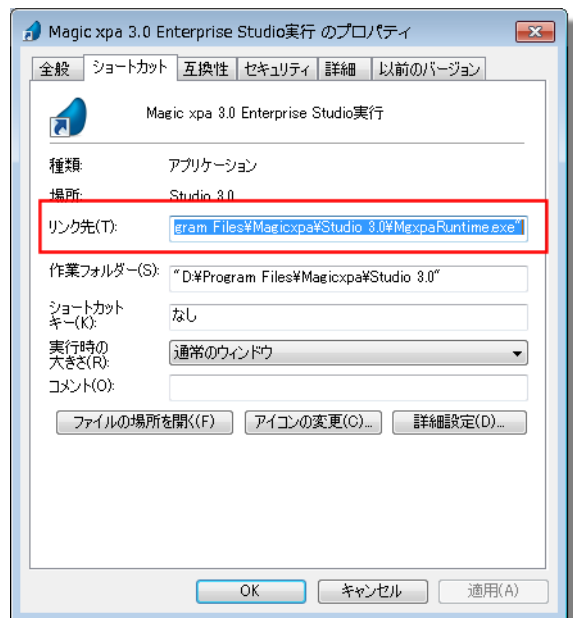 Magic xpa 3.0 Enterprise Studio実行 のプロパティ
全般 ショートカット 互換性 セキュリティ 詳細 以前のバージョン
Magic xpa 3.0 Enterprise Studio実行
種類: アプリケーション
場所: Studio 3.0
リンク先(T): gram Files¥Magicxpa¥Studio 3.0¥MgxpaRuntime.exe"
作業フォルダー(S): "D:¥Program Files¥Magicxpa¥Studio 3.0"
ショートカット
キー(K): なし
実行時の
大きさ(R): 通常のウィンドウ
コメント(O):
ファイルの場所を開く(F) アイコンの変更(C)... 詳細設定(D)...
OK キャンセル 適用(A)